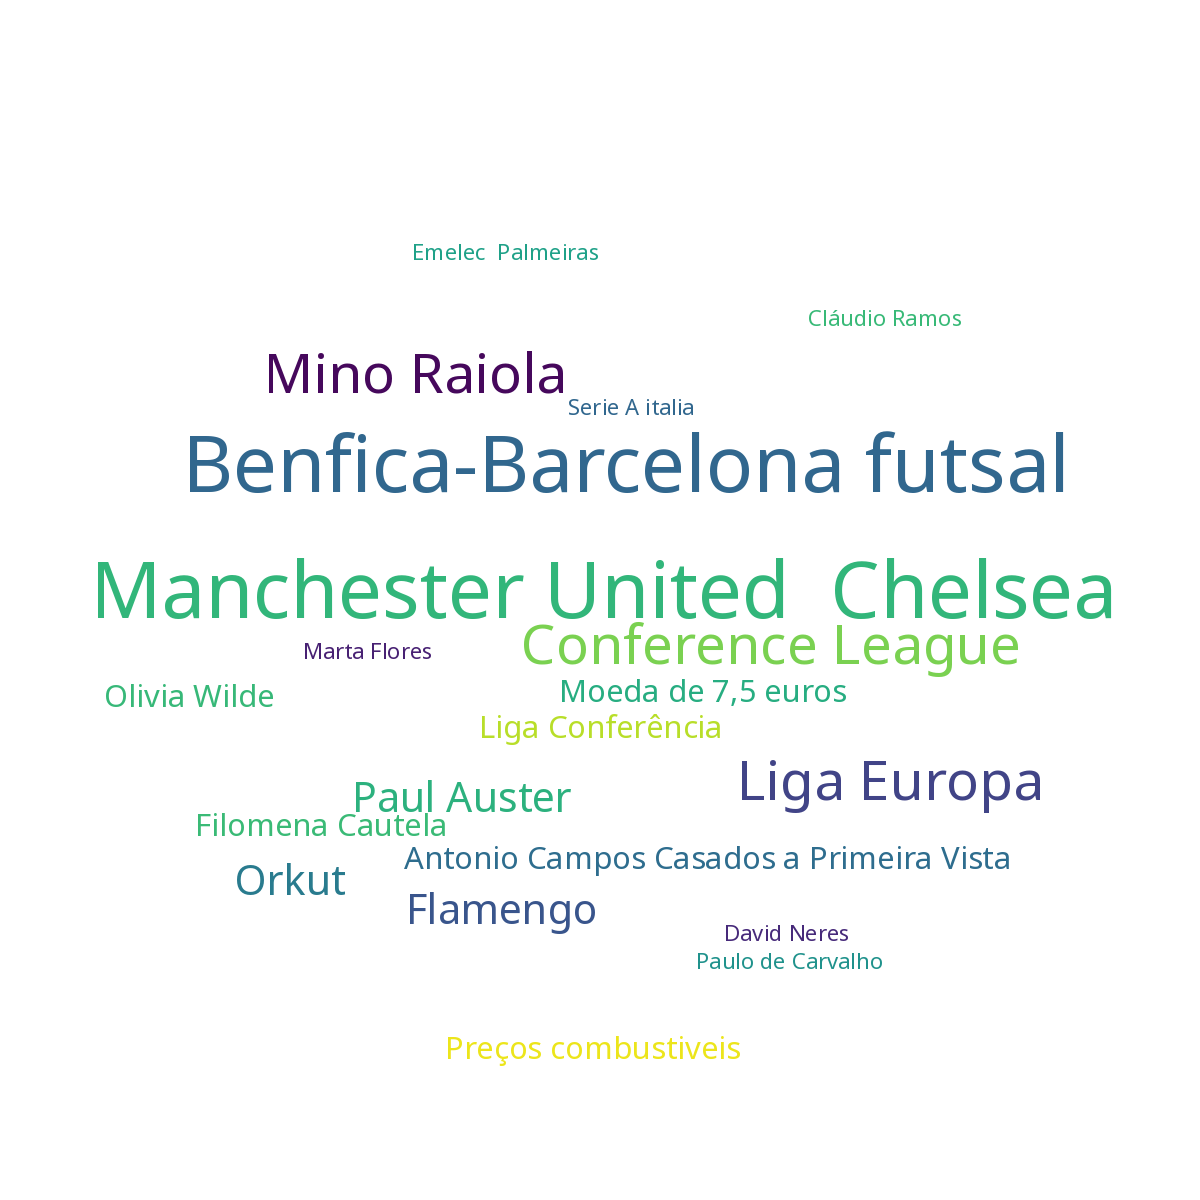 Emelec  Palmeiras
Cláudio Ramos
Mino Raiola
Serie A italia
Benfica-Barcelona futsal
Manchester United  Chelsea
Conference League
Marta Flores
Olivia Wilde
Moeda de 7,5 euros
Liga Conferência
Liga Europa
Paul Auster
Filomena Cautela
Antonio Campos Casados a Primeira Vista
Orkut
Flamengo
David Neres
Paulo de Carvalho
Preços combustiveis